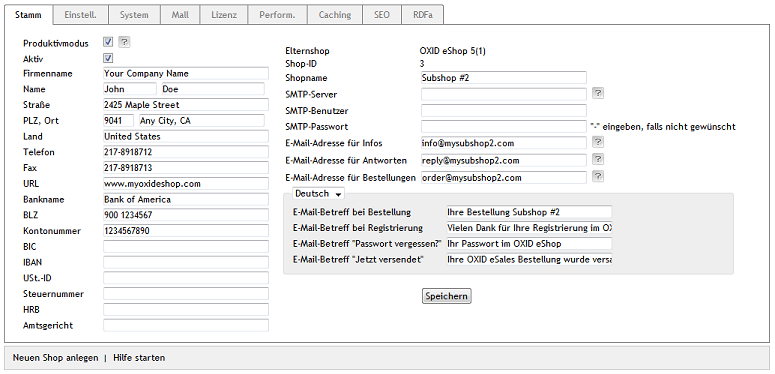 Stamm Einstell. System Mall Lizenz Perform. Caching SEO RDFa
Produktivmodus ?
Aktiv
Firmenname Your Company Name
Name John Doe
Straße 2425 Maple Street
PLZ, Ort 9041 Any City, CA
Land United States
Telefon 217-8918712
Fax 217-8918713
URL www.myoxideshop.com
Bankname Bank of America
BLZ 900 1234567
Kontonummer 1234567890
BIC
IBAN
USt.-ID
Steuernummer
HRB
Amtsgericht
Elternshop OXID eShop 5(1)
Shop-ID 3
Shopname Subshop #2
SMTP-Server ?
SMTP-Benutzer
SMTP-Passwort "-" eingeben, falls nicht gewünscht
E-Mail-Adresse für Infos info@mysubshop2.com ?
E-Mail-Adresse für Antworten reply@mysubshop2.com ?
E-Mail-Adresse für Bestellungen order@mysubshop2.com ?
Deutsch
E-Mail-Betreff bei Bestellung Ihre Bestellung Subshop #2
E-Mail-Betreff bei Registrierung Vielen Dank für Ihre Registrierung im OX
E-Mail-Betreff "Passwort vergessen?" Ihr Passwort im OXID eShop
E-Mail-Betreff "Jetzt versendet" Ihre OXID eSales Bestellung wurde versa
Speichern
Neuen Shop anlegen | Hilfe starten